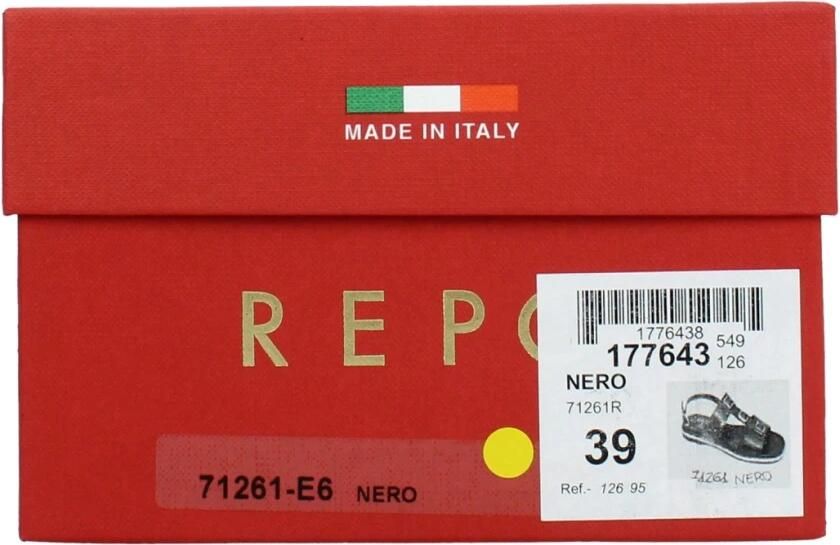 MADE IN ITALY
REPO
1776438
549
177643
126
NERO
71261R
39
Ref.- 126 95
71261 NERO
71261-E6 NERO